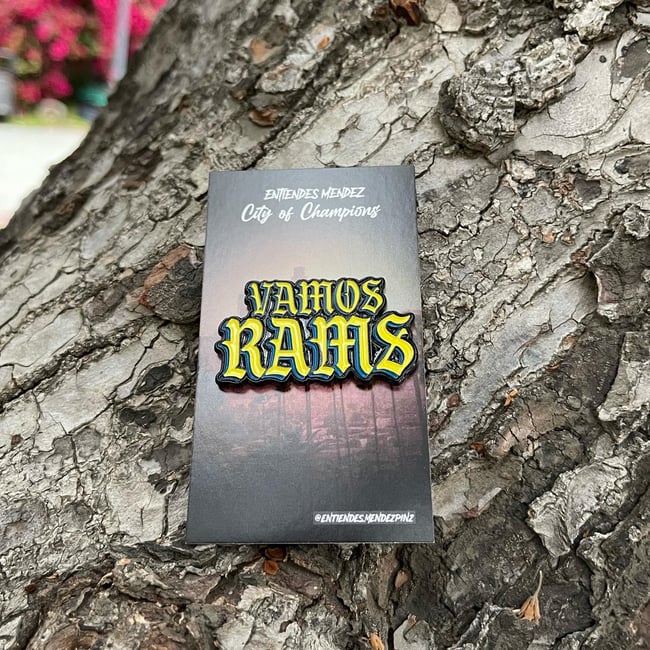 ENTIENDES MENDEZ
City of Champions
VAMOS
RAMS
@ENTIENDES.MENDEZPINZ